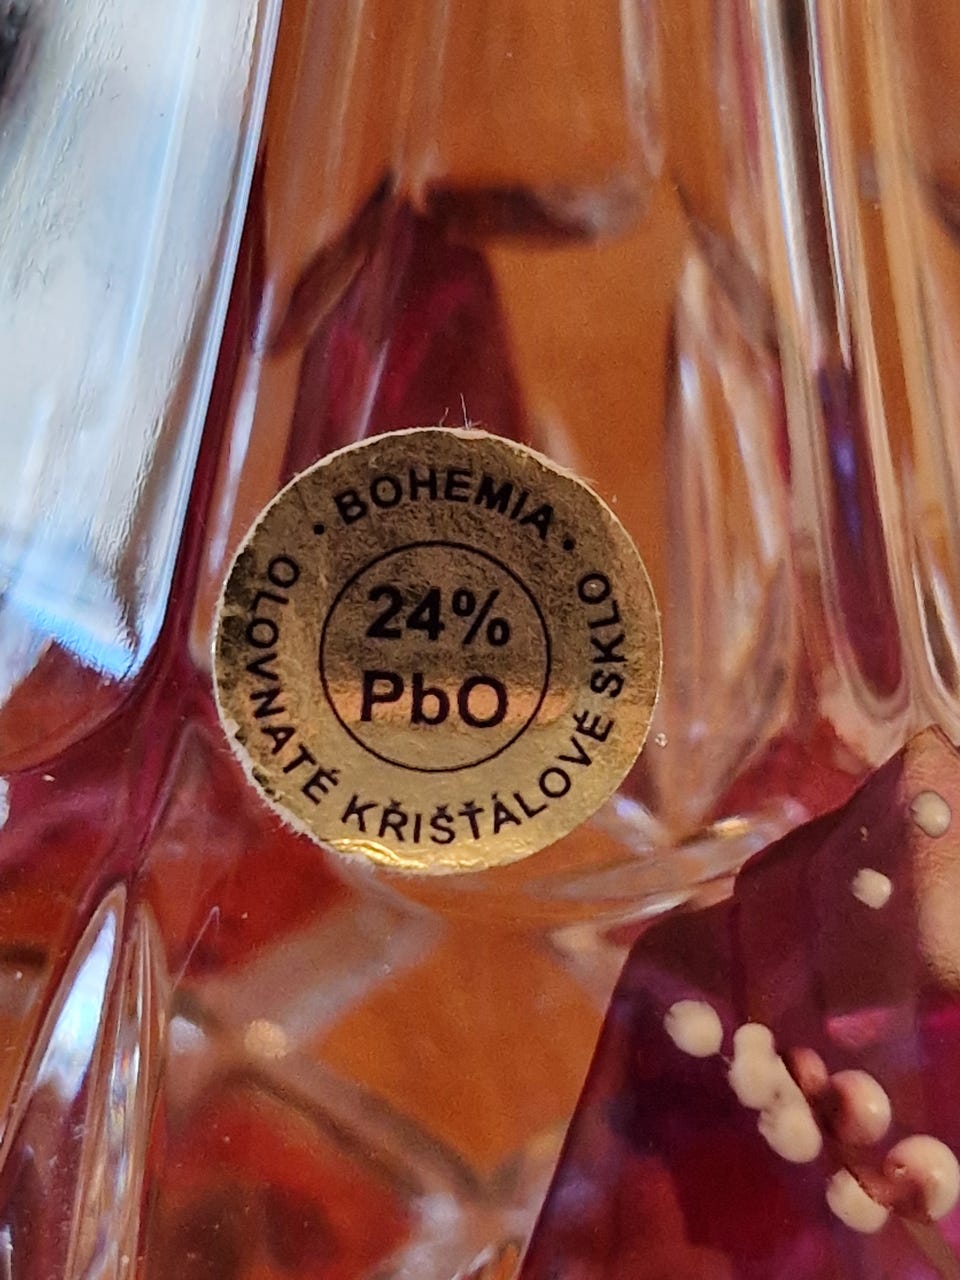 • BOHEMIA •
24%
PbO
OLOVNATÉ KŘIŠŤÁLOVÉ SKLO